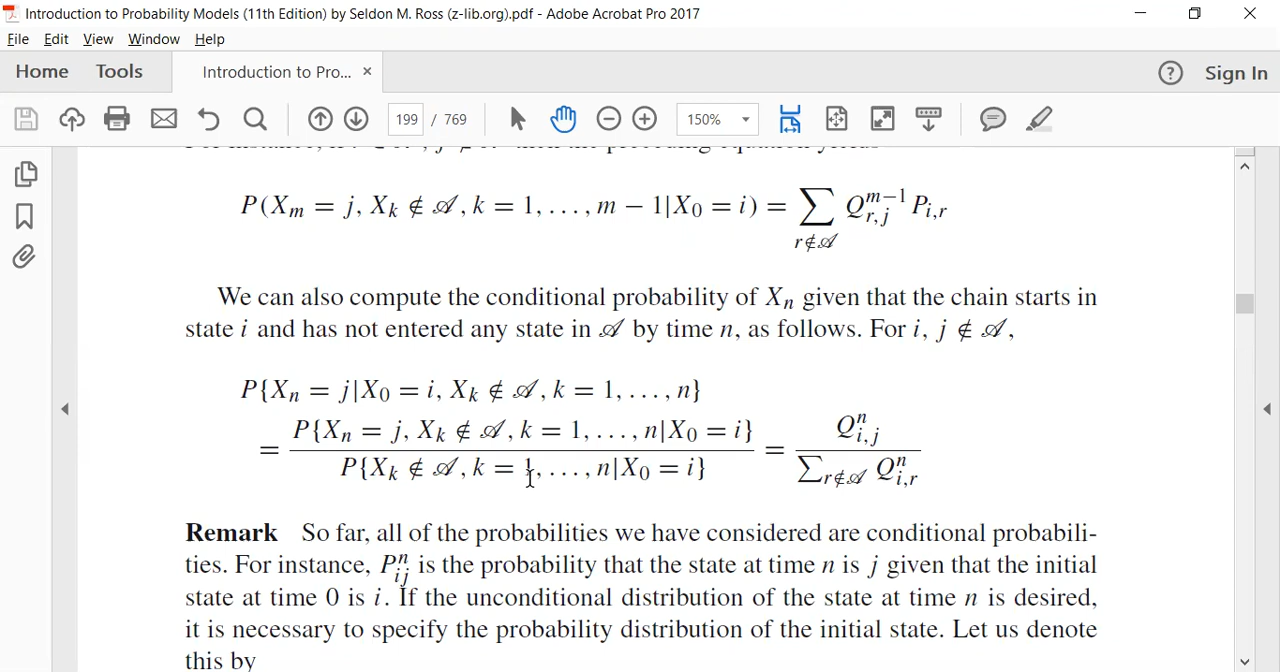 Introduction to Probability Models (11th Edition) by Seldon M. Ross (z-lib.org).pdf - Adobe Acrobat Pro 2017
File Edit View Window Help
Home Tools Introduction to Pro... × Sign In
199 / 769 150%
P(X_m = j, X_k ∉ 𝒜, k = 1, . . . , m − 1|X_0 = i) = ∑_{r∉𝒜} Q^{m−1}_{r,j} P_{i,r}
We can also compute the conditional probability of X_n given that the chain starts in
state i and has not entered any state in 𝒜 by time n, as follows. For i, j ∉ 𝒜,
P{X_n = j|X_0 = i, X_k ∉ 𝒜, k = 1, . . . , n}
= P{X_n = j, X_k ∉ 𝒜, k = 1, . . . , n|X_0 = i} / P{X_k ∉ 𝒜, k = 1, . . . , n|X_0 = i} = Q^n_{i,j} / ∑_{r∉𝒜} Q^n_{i,r}
Remark So far, all of the probabilities we have considered are conditional probabili-
ties. For instance, P^n_{ij} is the probability that the state at time n is j given that the initial
state at time 0 is i. If the unconditional distribution of the state at time n is desired,
it is necessary to specify the probability distribution of the initial state. Let us denote
this by